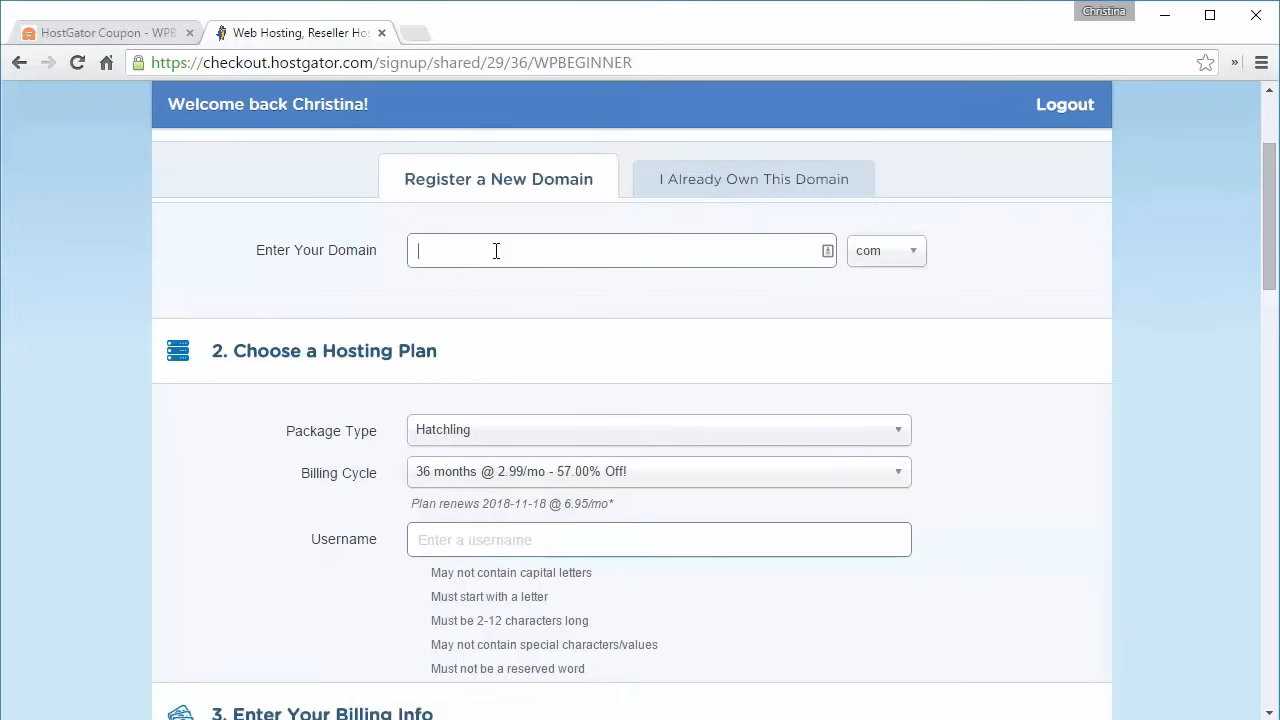 Christina
HostGator Coupon - WPB
Web Hosting, Reseller Ho
https://checkout.hostgator.com/signup/shared/29/36/WPBEGINNER
Welcome back Christina!
Logout
Register a New Domain
I Already Own This Domain
Enter Your Domain
com
2. Choose a Hosting Plan
Package Type
Hatchling
Billing Cycle
36 months @ 2.99/mo - 57.00% Off!
Plan renews 2018-11-18 @ 6.95/mo*
Username
Enter a username
May not contain capital letters
Must start with a letter
Must be 2-12 characters long
May not contain special characters/values
Must not be a reserved word
3. Enter Your Billing Info